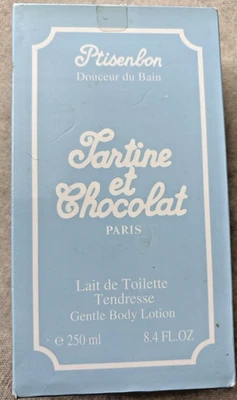 Ptisenbon
Douceur du Bain
Tartine
et
Chocolat
PARIS
Lait de Toilette
Tendresse
Gentle Body Lotion
e 250 ml 8.4 FL.OZ